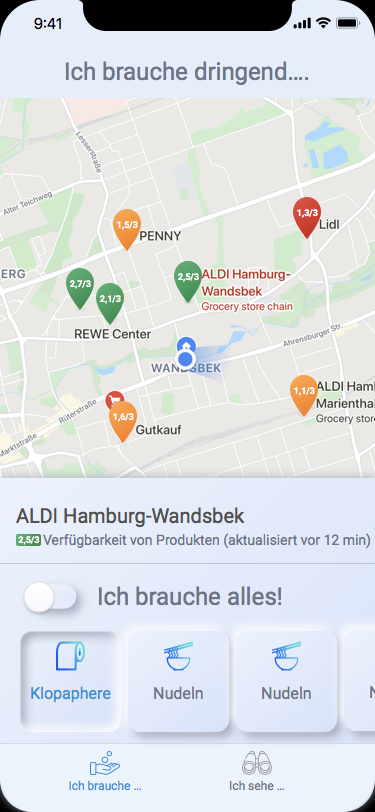 9:41
Ich brauche dringend....
Lesserstraße
Alter Teichweg
1,5/3
PENNY
1,3/3
Lidl
ERG
2,7/3
2,1/3
2,5/3
ALDI Hamburg-
Wandsbek
Grocery store chain
REWE Center
Ahrensburger Str.
WANDSBEK
1,1/3
ALDI Ham
Marienthal
Grocery store
Rüterstraße
1,6/3
Gutkauf
Marktstraße
ALDI Hamburg-Wandsbek
2,5/3 Verfügbarkeit von Produkten (aktualisiert vor 12 min)
Ich brauche alles!
Klopaphere
Nudeln
Nudeln
N
Ich brauche ...
Ich sehe ...